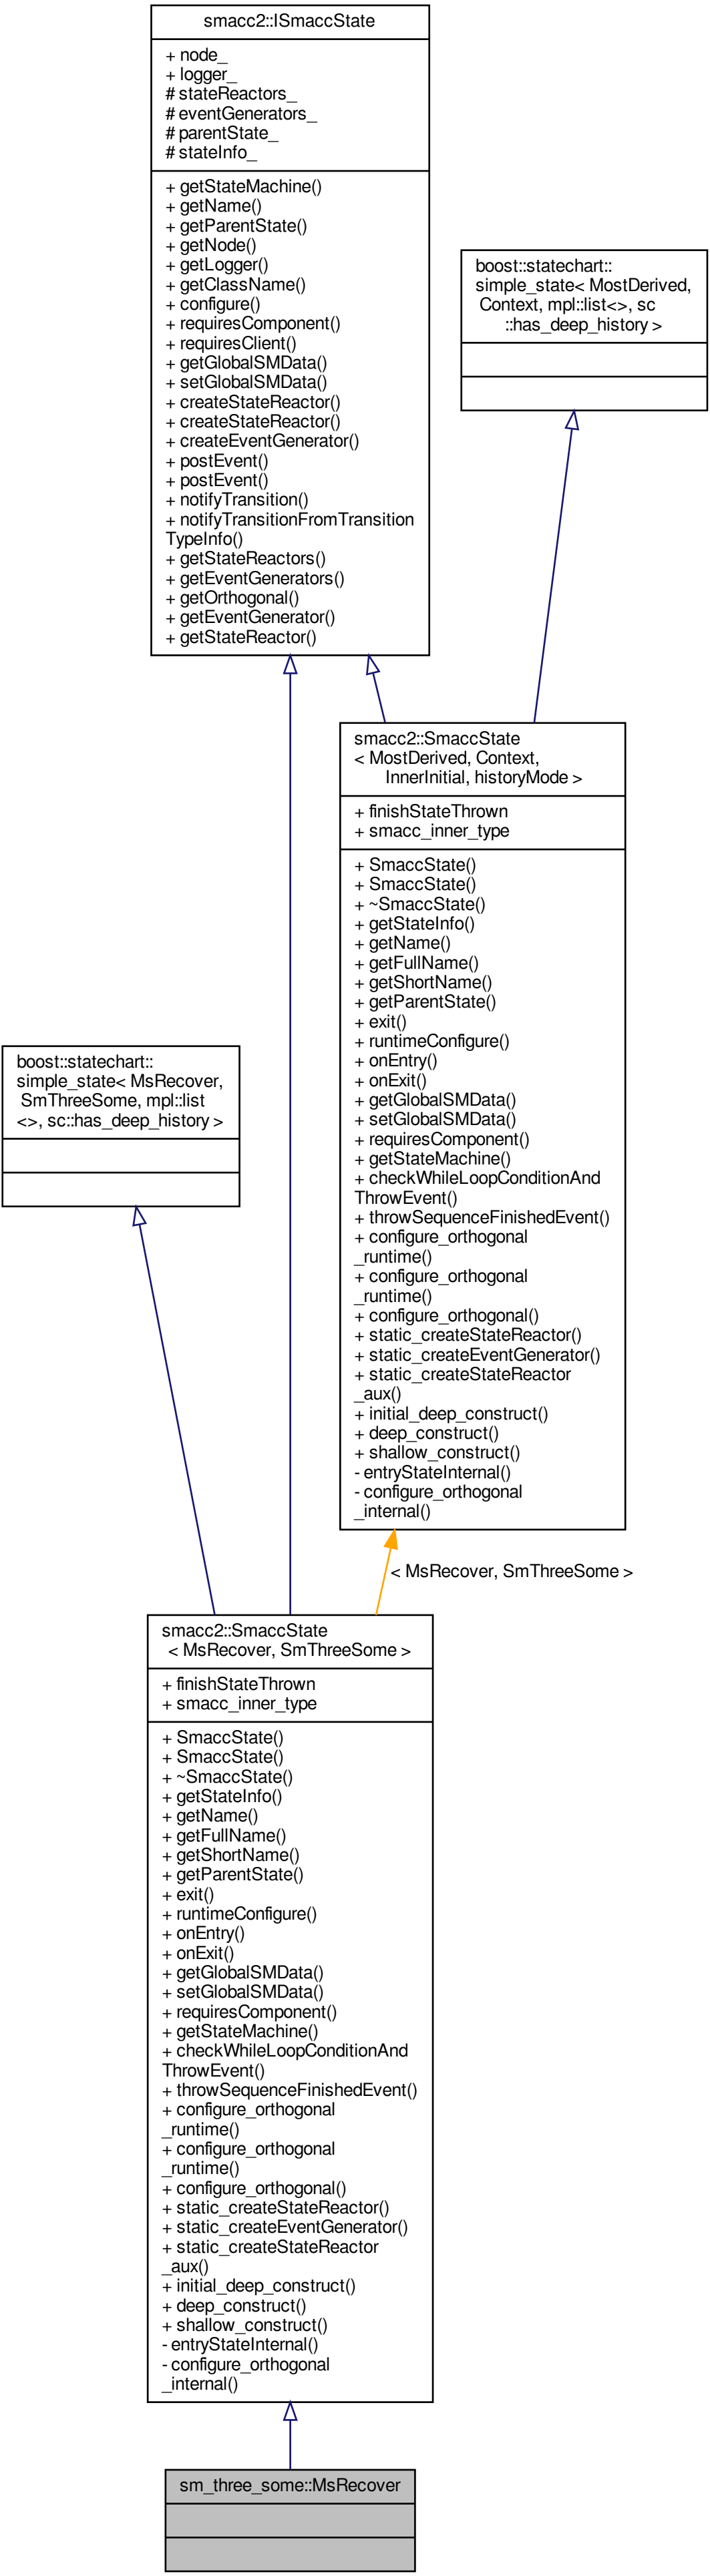 smacc2::ISmaccState
+ node_
+ logger_
# stateReactors_
# eventGenerators_
# parentState_
# stateInfo_
+ getStateMachine()
+ getName()
+ getParentState()
+ getNode()
+ getLogger()
+ getClassName()
+ configure()
+ requiresComponent()
+ requiresClient()
+ getGlobalSMData()
+ setGlobalSMData()
+ createStateReactor()
+ createStateReactor()
+ createEventGenerator()
+ postEvent()
+ postEvent()
+ notifyTransition()
+ notifyTransitionFromTransition
TypeInfo()
+ getStateReactors()
+ getEventGenerators()
+ getOrthogonal()
+ getEventGenerator()
+ getStateReactor()
boost::statechart::
simple_state< MostDerived,
Context, mpl::list<>, sc
::has_deep_history >
smacc2::SmaccState
< MostDerived, Context,
InnerInitial, historyMode >
+ finishStateThrown
+ smacc_inner_type
+ SmaccState()
+ SmaccState()
+ ~SmaccState()
+ getStateInfo()
+ getName()
+ getFullName()
+ getShortName()
+ getParentState()
+ exit()
+ runtimeConfigure()
+ onEntry()
+ onExit()
+ getGlobalSMData()
+ setGlobalSMData()
+ requiresComponent()
+ getStateMachine()
+ checkWhileLoopConditionAnd
ThrowEvent()
+ throwSequenceFinishedEvent()
+ configure_orthogonal
_runtime()
+ configure_orthogonal
_runtime()
+ configure_orthogonal()
+ static_createStateReactor()
+ static_createEventGenerator()
+ static_createStateReactor
_aux()
+ initial_deep_construct()
+ deep_construct()
+ shallow_construct()
- entryStateInternal()
- configure_orthogonal
_internal()
boost::statechart::
simple_state< MsRecover,
SmThreeSome, mpl::list
<>, sc::has_deep_history >
< MsRecover, SmThreeSome >
smacc2::SmaccState
< MsRecover, SmThreeSome >
+ finishStateThrown
+ smacc_inner_type
+ SmaccState()
+ SmaccState()
+ ~SmaccState()
+ getStateInfo()
+ getName()
+ getFullName()
+ getShortName()
+ getParentState()
+ exit()
+ runtimeConfigure()
+ onEntry()
+ onExit()
+ getGlobalSMData()
+ setGlobalSMData()
+ requiresComponent()
+ getStateMachine()
+ checkWhileLoopConditionAnd
ThrowEvent()
+ throwSequenceFinishedEvent()
+ configure_orthogonal
_runtime()
+ configure_orthogonal
_runtime()
+ configure_orthogonal()
+ static_createStateReactor()
+ static_createEventGenerator()
+ static_createStateReactor
_aux()
+ initial_deep_construct()
+ deep_construct()
+ shallow_construct()
- entryStateInternal()
- configure_orthogonal
_internal()
sm_three_some::MsRecover